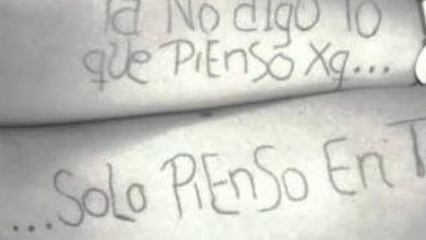 Ya No digo lo
que PiEnSo Xq...
...SoLo PiEnSo En T